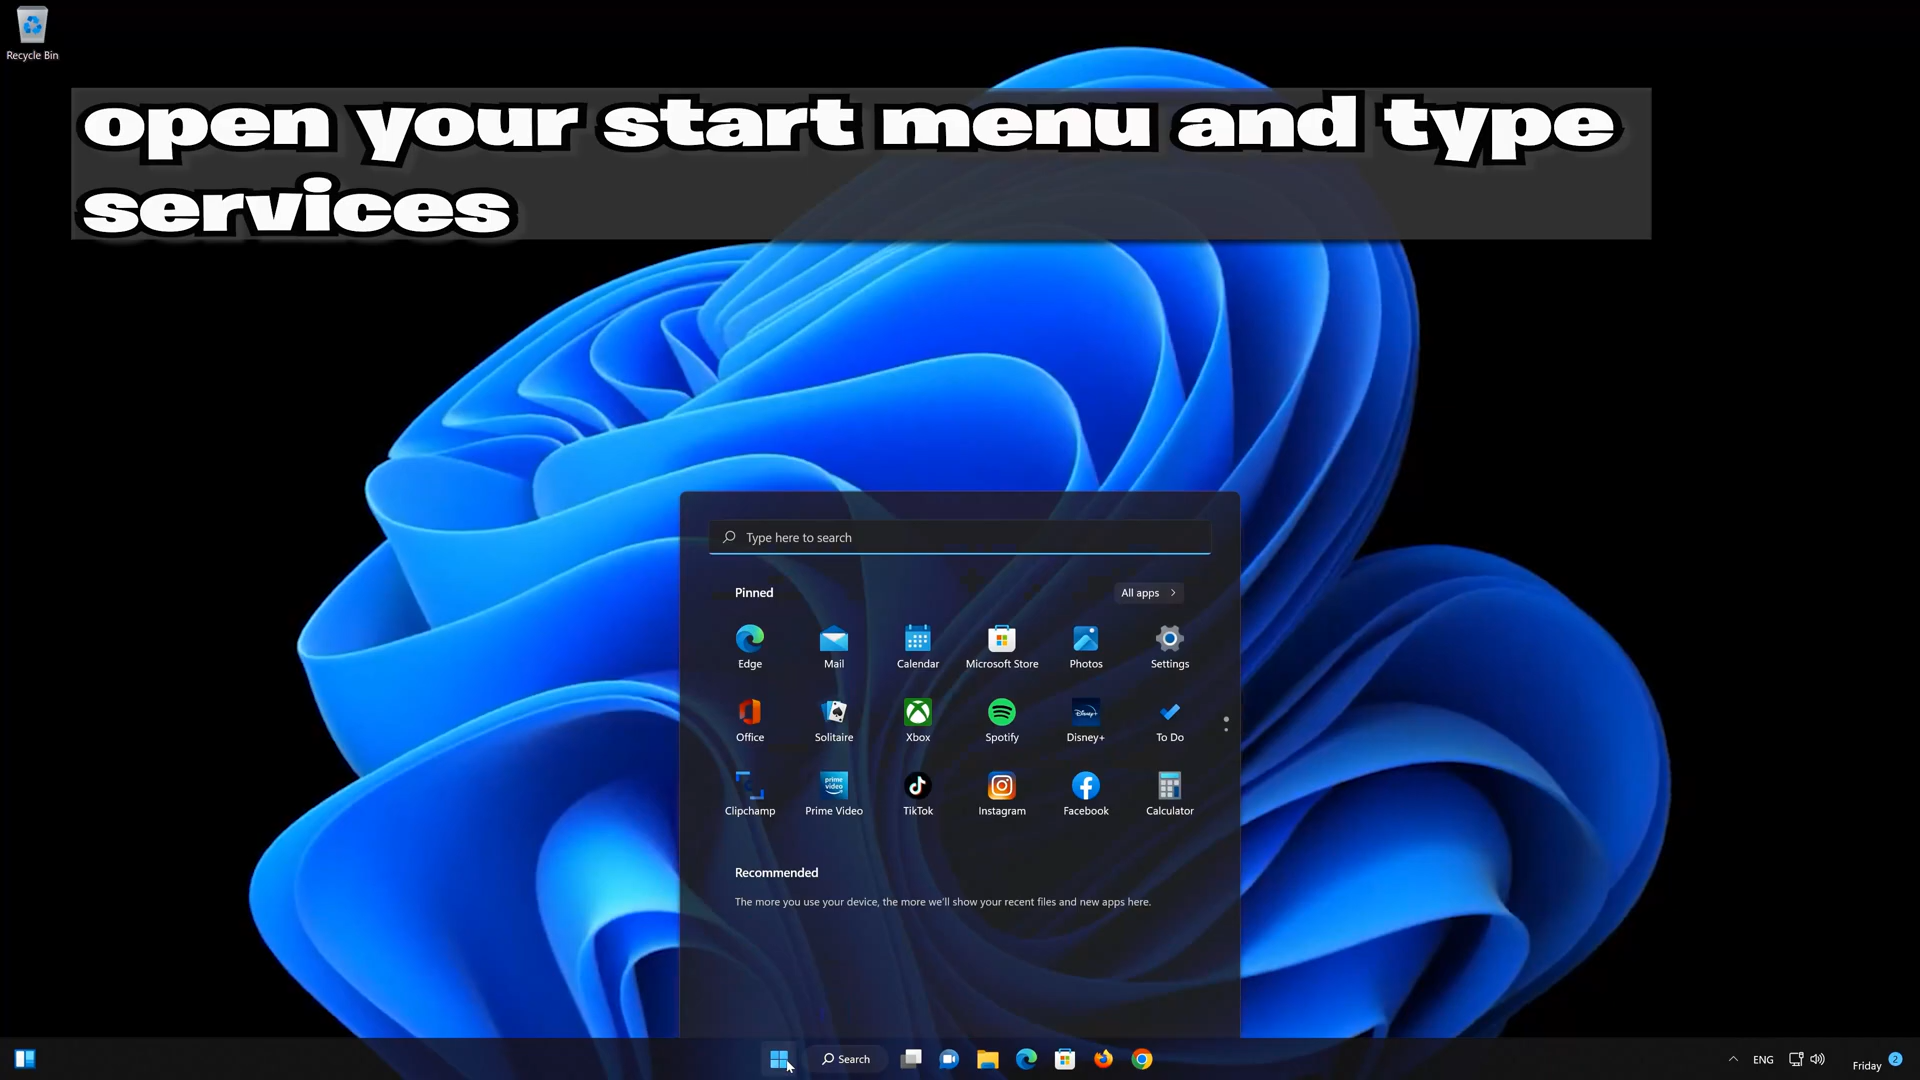 Recycle Bin
open your start menu and type
services
Type here to search
Pinned
All apps
Edge
Mail
Calendar
Microsoft Store
Photos
Settings
Office
Solitaire
Xbox
Spotify
Disney+
To Do
Disney+
prime video
Clipchamp
Prime Video
TikTok
Instagram
Facebook
Calculator
Recommended
The more you use your device, the more we'll show your recent files and new apps here.
Search
ENG
Friday
2